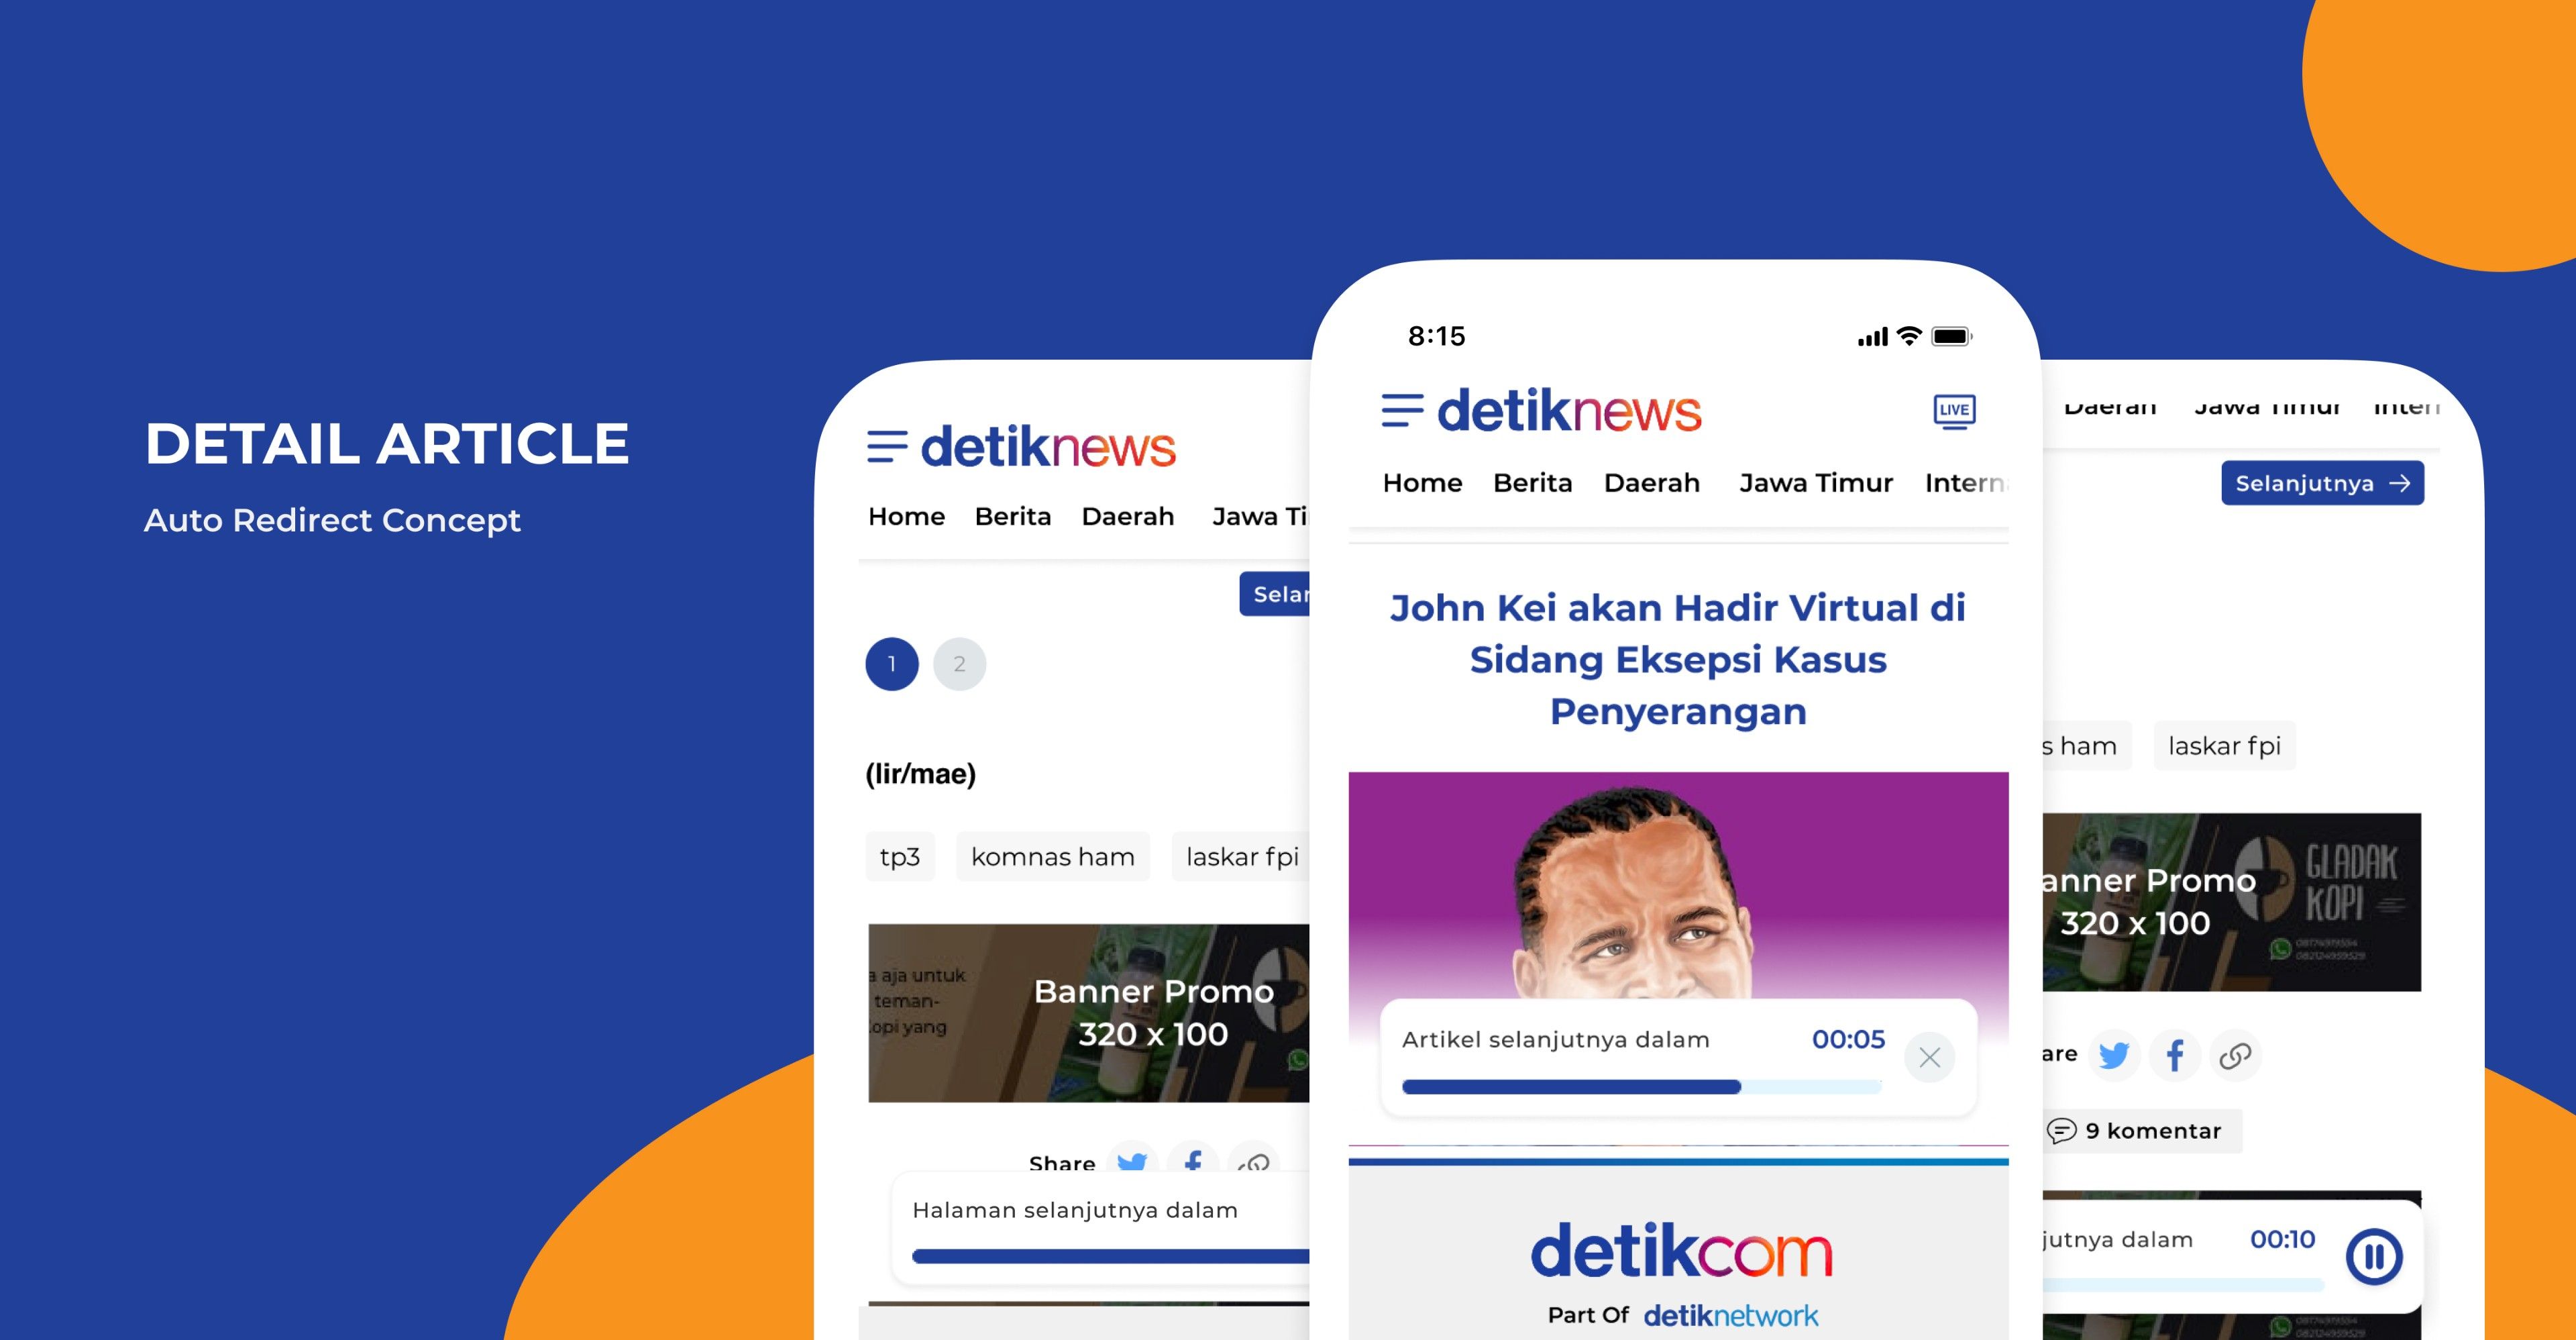 DETAIL ARTICLE
Auto Redirect Concept
detiknews
Home Berita Daerah Jawa Ti
Selan
1 2
(lir/mae)
tp3 komnas ham laskar fpi
a aja untuk
teman-
kopi yang
Banner Promo
320 x 100
Share
Halaman selanjutnya dalam
8:15
detiknews
LIVE
Home Berita Daerah Jawa Timur Interna
John Kei akan Hadir Virtual di
Sidang Eksepsi Kasus
Penyerangan
Artikel selanjutnya dalam 00:05
detikcom
Part Of detiknetwork
Daerah Jawa Timur Intern
Selanjutnya →
s ham laskar fpi
anner Promo
320 x 100
GLADAK
KOPI
are
9 komentar
jutnya dalam 00:10